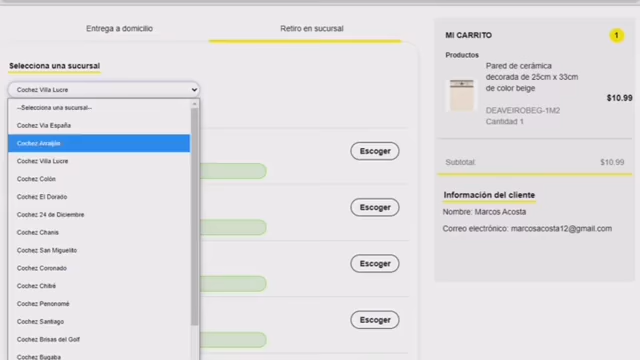 Entrega a domicilio
Retiro en sucursal
Selecciona una sucursal
Cochez Villa Lucre
--Selecciona una sucursal--
Cochez Via España
Cochez Arraiján
Cochez Villa Lucre
Cochez Colón
Cochez El Dorado
Cochez 24 de Diciembre
Cochez Chanis
Cochez San Miguelito
Cochez Coronado
Cochez Chitré
Cochez Penonomé
Cochez Santiago
Cochez Brisas del Golf
Cochez Bugaba
Escoger
Escoger
Escoger
Escoger
MI CARRITO
1
Productos
Pared de cerámica
decorada de 25cm x 33cm
de color beige
$10.99
DEAVEIROBEG-1M2
Cantidad 1
Subtotal
$10.99
Información del cliente
Nombre: Marcos Acosta
Correo electrónico: marcosacosta12@gmail.com